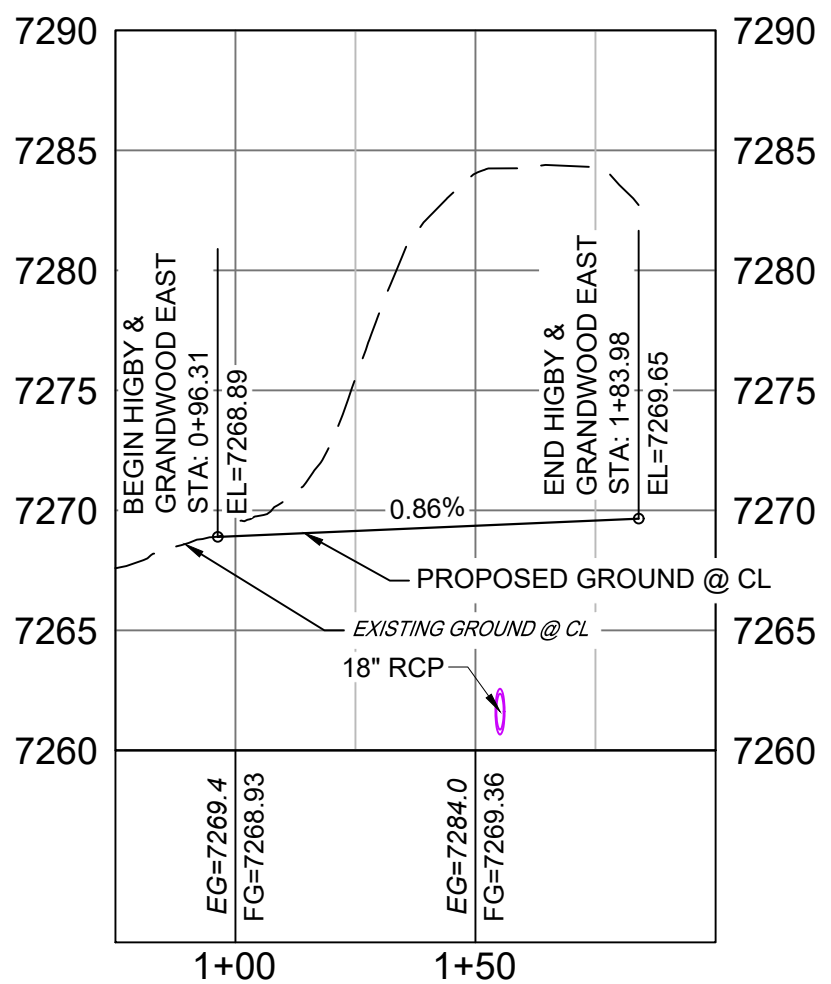 7290
7290
7285
7285
7280
7280
7275
7275
7270
7270
7265
7265
7260
7260
BEGIN HIGBY &
GRANDWOOD EAST
STA: 0+96.31
EL=7268.89
END HIGBY &
GRANDWOOD EAST
STA: 1+83.98
EL=7269.65
0.86%
PROPOSED GROUND @ CL
EXISTING GROUND @ CL
18" RCP
EG=7269.4
FG=7268.93
EG=7284.0
FG=7269.36
1+00
1+50